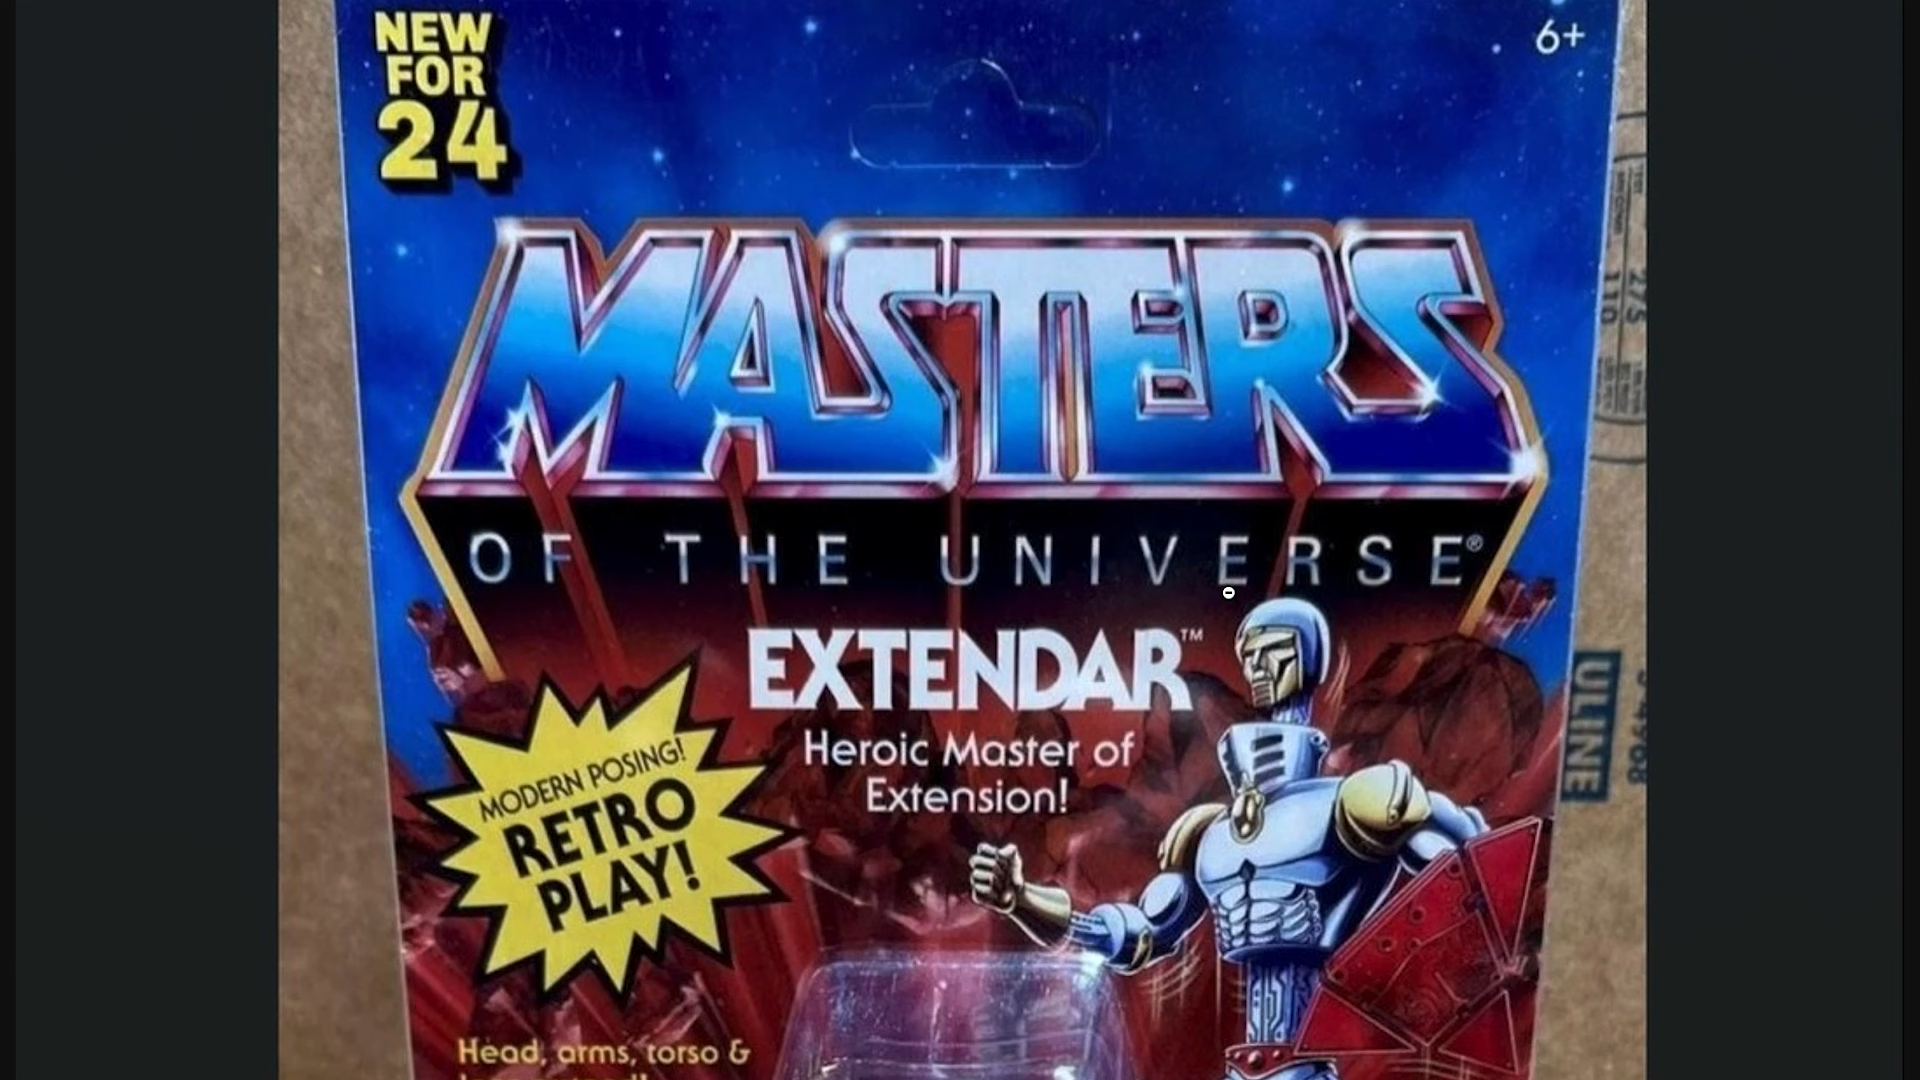 NEW
FOR
24
6+
MASTERS
OF THE UNIVERSE®
EXTENDAR™
Heroic Master of
Extension!
MODERN POSING!
RETRO
PLAY!
Head, arms, torso &
ULINE
275